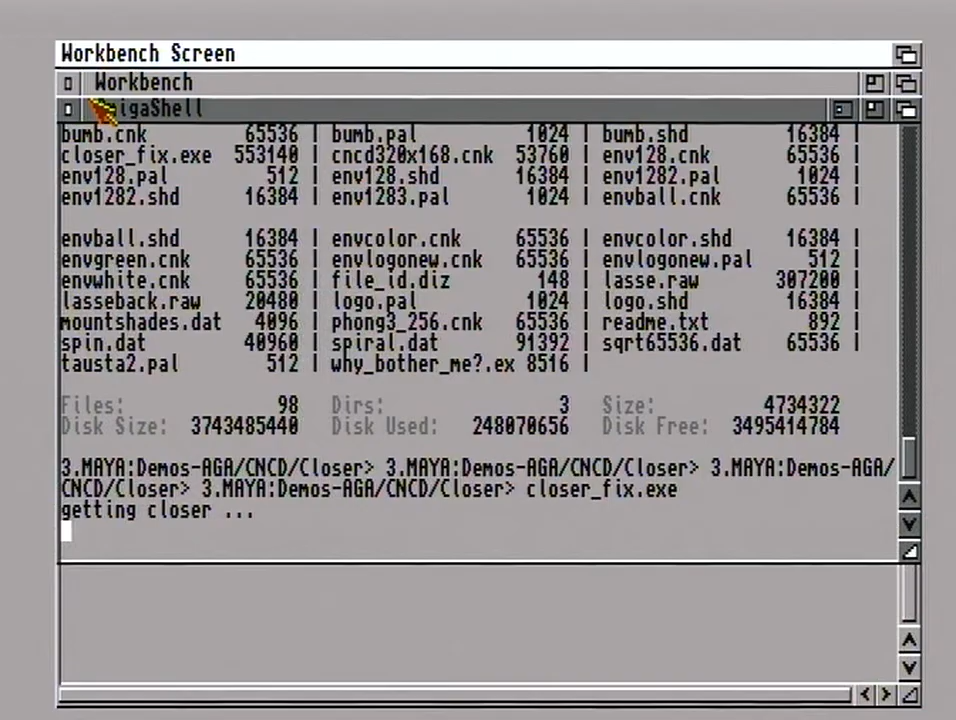 Workbench Screen
Workbench
igaShell
bumb.cnk 65536 | bumb.pal 1024 | bumb.shd 16384 |
closer_fix.exe 553140 | cncd320x168.cnk 53760 | env128.cnk 65536 |
env128.pal 512 | env128.shd 16384 | env1282.pal 1024 |
env1282.shd 16384 | env1283.pal 1024 | envball.cnk 65536 |
envball.shd 16384 | envcolor.cnk 65536 | envcolor.shd 16384 |
envgreen.cnk 65536 | envlogonew.cnk 65536 | envlogonew.pal 512 |
envwhite.cnk 65536 | file_id.diz 148 | lasse.raw 307200 |
lasseback.raw 20480 | logo.pal 1024 | logo.shd 16384 |
mountshades.dat 4096 | phong3_256.cnk 65536 | readme.txt 892 |
spin.dat 40960 | spiral.dat 91392 | sqrt65536.dat 65536 |
tausta2.pal 512 | why_bother_me?.ex 8516 |
Files: 98 Dirs: 3 Size: 4734322
Disk Size: 3743485440 Disk Used: 248070656 Disk Free: 3495414784
3.MAYA:Demos-AGA/CNCD/Closer> 3.MAYA:Demos-AGA/CNCD/Closer> 3.MAYA:Demos-AGA/
CNCD/Closer> 3.MAYA:Demos-AGA/CNCD/Closer> closer_fix.exe
getting closer ...